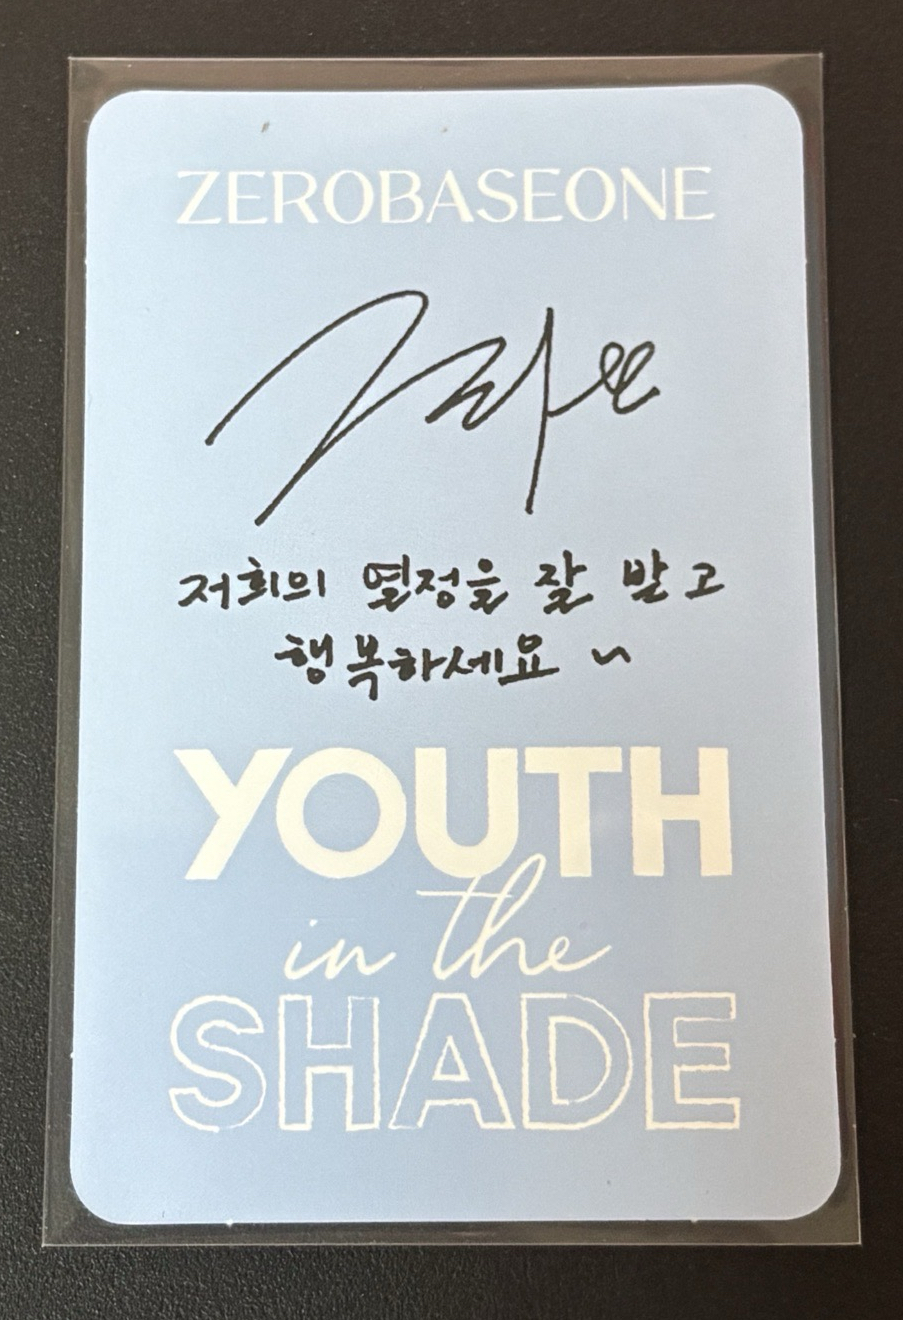 ZEROBASEONE
저희의 열정을 잘 받고
행복하세요 ~
YOUTH
in the
SHADE